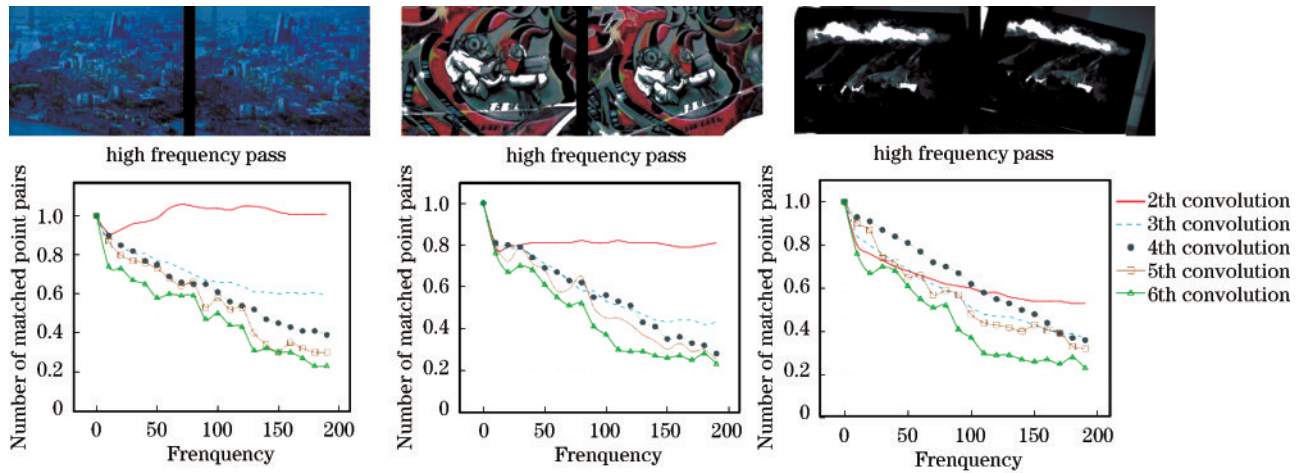 high frequency pass
high frequency pass
high frequency pass
Number of matched point pairs
1.0
0.8
0.6
0.4
0.2
0
0
50
100
150
200
Frenquency
Number of matched point pairs
1.0
0.8
0.6
0.4
0.2
0
0
50
100
150
200
Frenquency
Number of matched point pairs
1.0
0.8
0.6
0.4
0.2
0
0
50
100
150
200
Frenquency
2th convolution
3th convolution
4th convolution
5th convolution
6th convolution